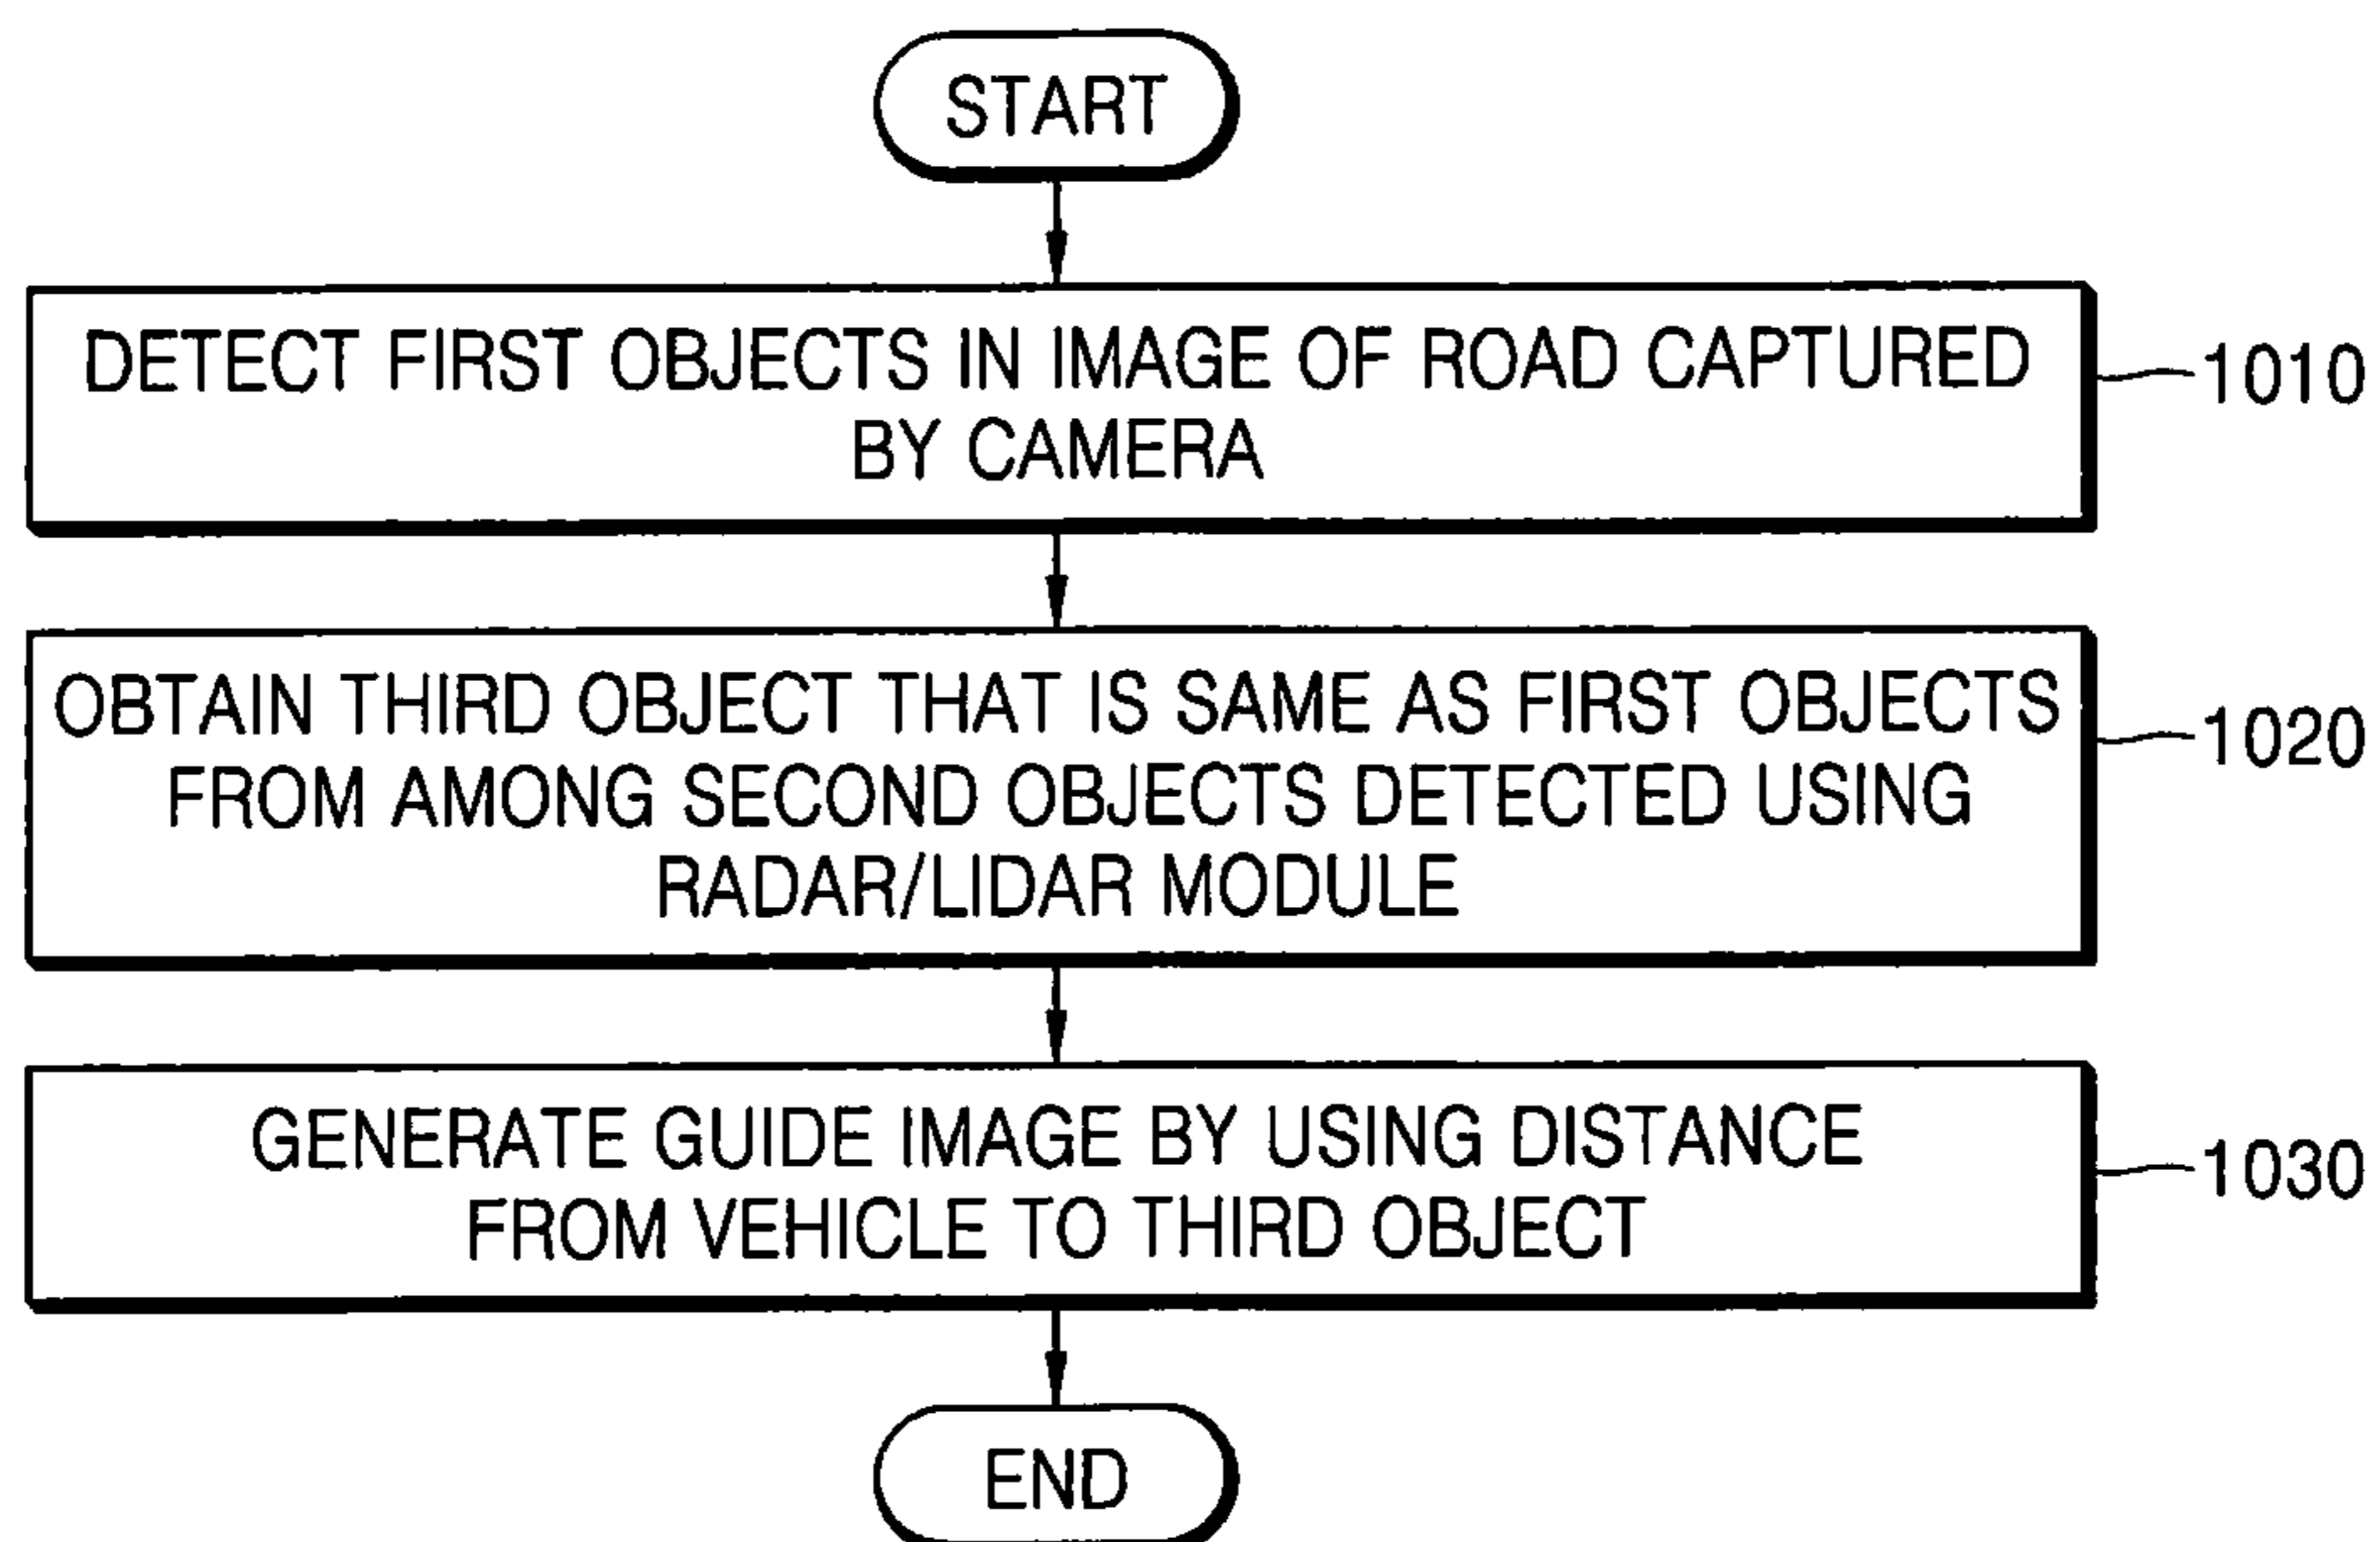 START
DETECT FIRST OBJECTS IN IMAGE OF ROAD CAPTURED
BY CAMERA
1010
OBTAIN THIRD OBJECT THAT IS SAME AS FIRST OBJECTS
FROM AMONG SECOND OBJECTS DETECTED USING
RADAR/LIDAR MODULE
1020
GENERATE GUIDE IMAGE BY USING DISTANCE
FROM VEHICLE TO THIRD OBJECT
1030
END